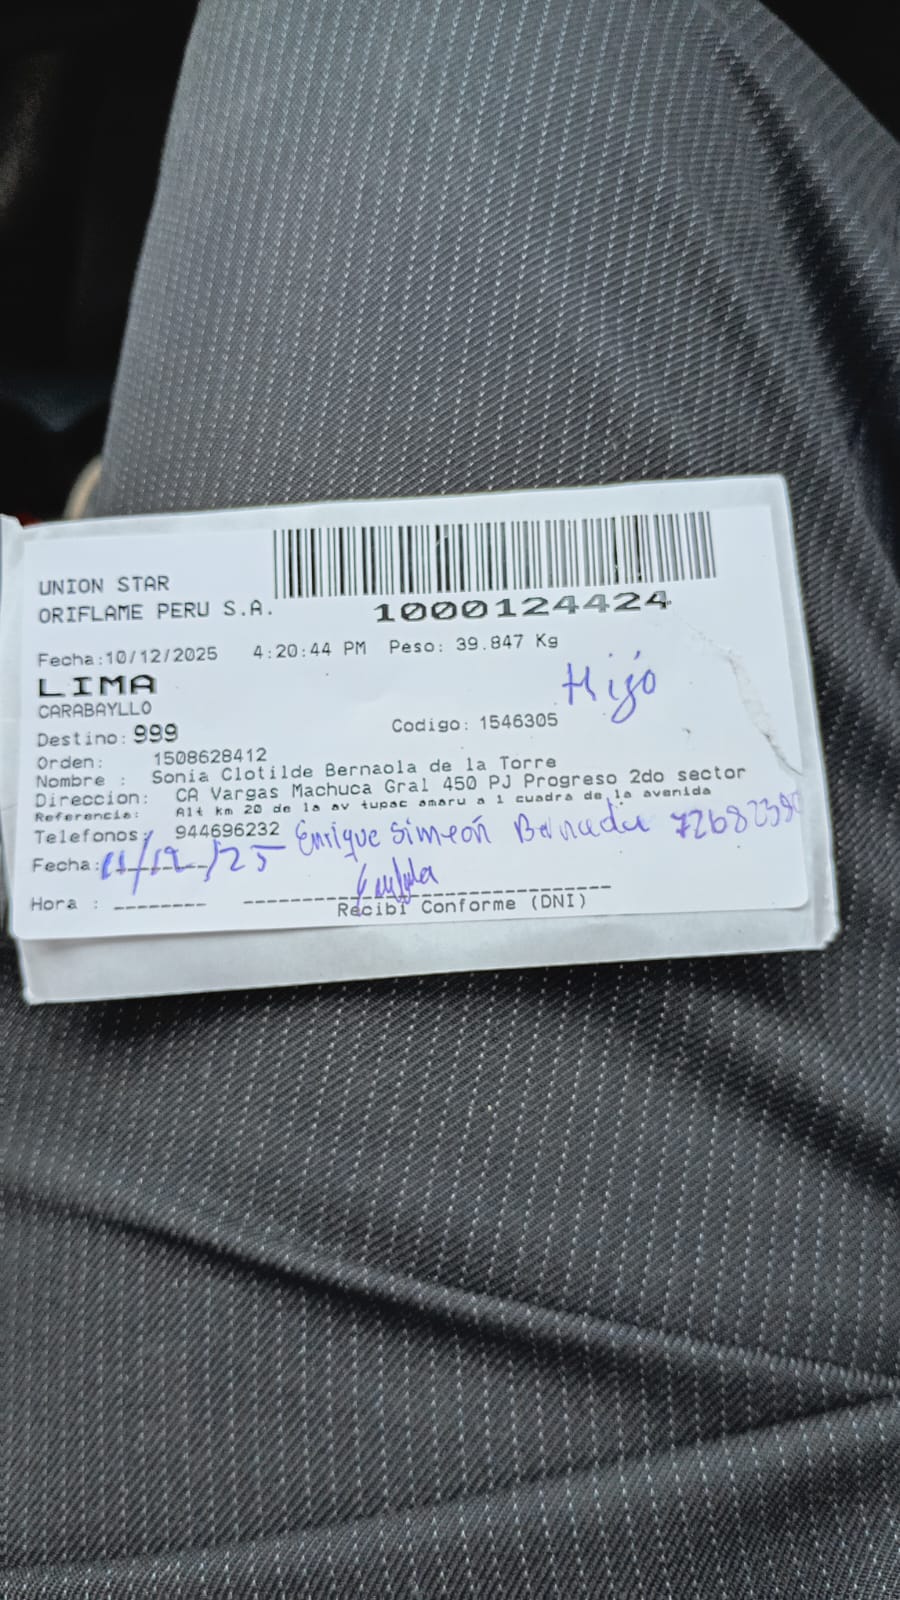 UNION STAR
ORIFLAME PERU S.A.
1000124424
Fecha:10/12/2025 4:20:44 PM Peso: 39.847 Kg
LIMA
Hijo
CARABAYLLO
Destino: 999 Codigo: 1546305
Orden: 1508628412
Nombre : Sonia Clotilde Bernaola de la Torre
Direccion: CA Vargas Machuca Gral 450 PJ Progreso 2do sector
Referencia: Alt km 20 de la av tupac amaru a 1 cuadra de la avenida
Telefonos: 944696232 Enrique Simeón
Fecha: 11/12/25
Hora :
Recibi Conforme (DNI)